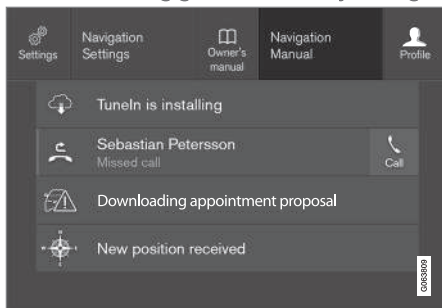 Settings
Navigation
Settings
Owner's
manual
Navigation
Manual
Profile
TuneIn is installing
Sebastian Petersson
Missed call
Call
Downloading appointment proposal
New position received
G063809